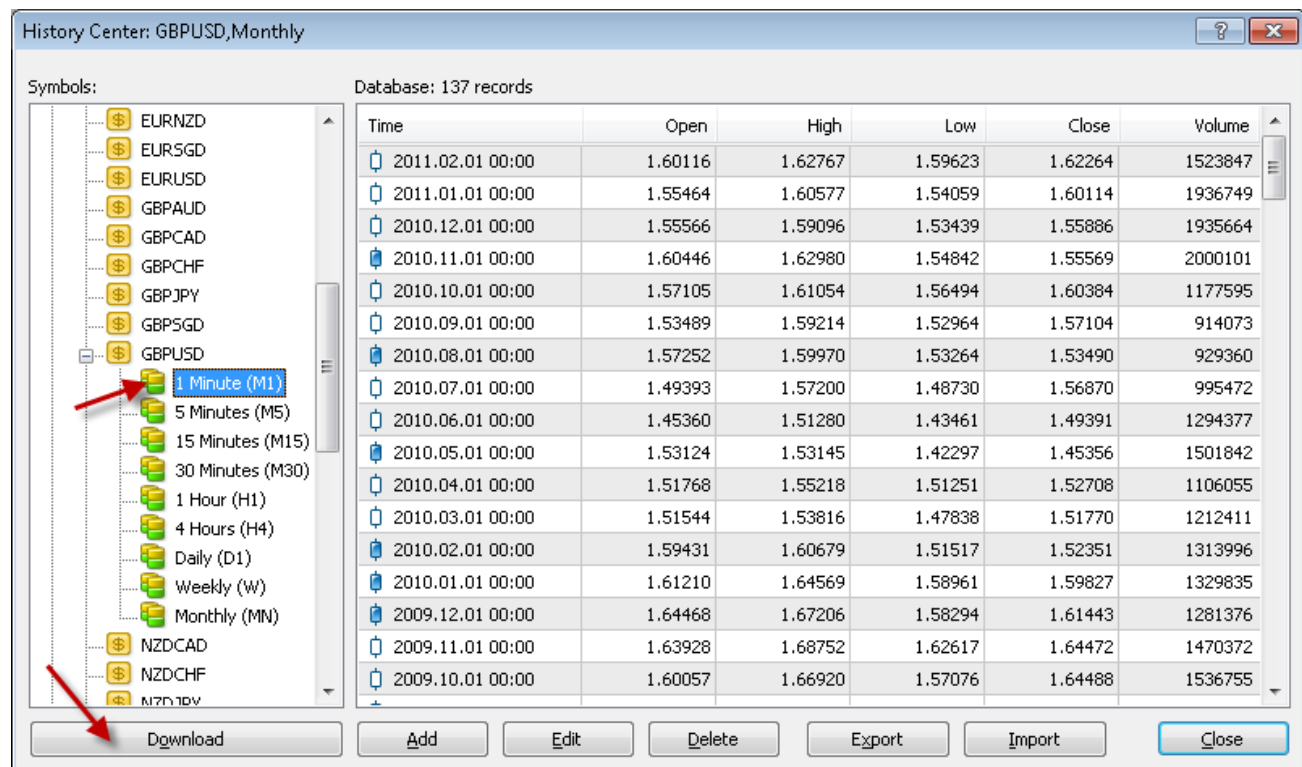 History Center: GBPUSD,Monthly
Symbols:
Database: 137 records
EURNZD
EURSGD
EURUSD
GBPAUD
GBPCAD
GBPCHF
GBPJPY
GBPSGD
GBPUSD
1 Minute (M1)
5 Minutes (M5)
15 Minutes (M15)
30 Minutes (M30)
1 Hour (H1)
4 Hours (H4)
Daily (D1)
Weekly (W)
Monthly (MN)
NZDCAD
NZDCHF
NZDJPY
Time Open High Low Close Volume
2011.02.01 00:00 1.60116 1.62767 1.59623 1.62264 1523847
2011.01.01 00:00 1.55464 1.60577 1.54059 1.60114 1936749
2010.12.01 00:00 1.55566 1.59096 1.53439 1.55886 1935664
2010.11.01 00:00 1.60446 1.62980 1.54842 1.55569 2000101
2010.10.01 00:00 1.57105 1.61054 1.56494 1.60384 1177595
2010.09.01 00:00 1.53489 1.59214 1.52964 1.57104 914073
2010.08.01 00:00 1.57252 1.59970 1.53264 1.53490 929360
2010.07.01 00:00 1.49393 1.57200 1.48730 1.56870 995472
2010.06.01 00:00 1.45360 1.51280 1.43461 1.49391 1294377
2010.05.01 00:00 1.53124 1.53145 1.42297 1.45356 1501842
2010.04.01 00:00 1.51768 1.55218 1.51251 1.52708 1106055
2010.03.01 00:00 1.51544 1.53816 1.47838 1.51770 1212411
2010.02.01 00:00 1.59431 1.60679 1.51517 1.52351 1313996
2010.01.01 00:00 1.61210 1.64569 1.58961 1.59827 1329835
2009.12.01 00:00 1.64468 1.67206 1.58294 1.61443 1281376
2009.11.01 00:00 1.63928 1.68752 1.62617 1.64472 1470372
2009.10.01 00:00 1.60057 1.66920 1.57076 1.64488 1536755
Download Add Edit Delete Export Import Close